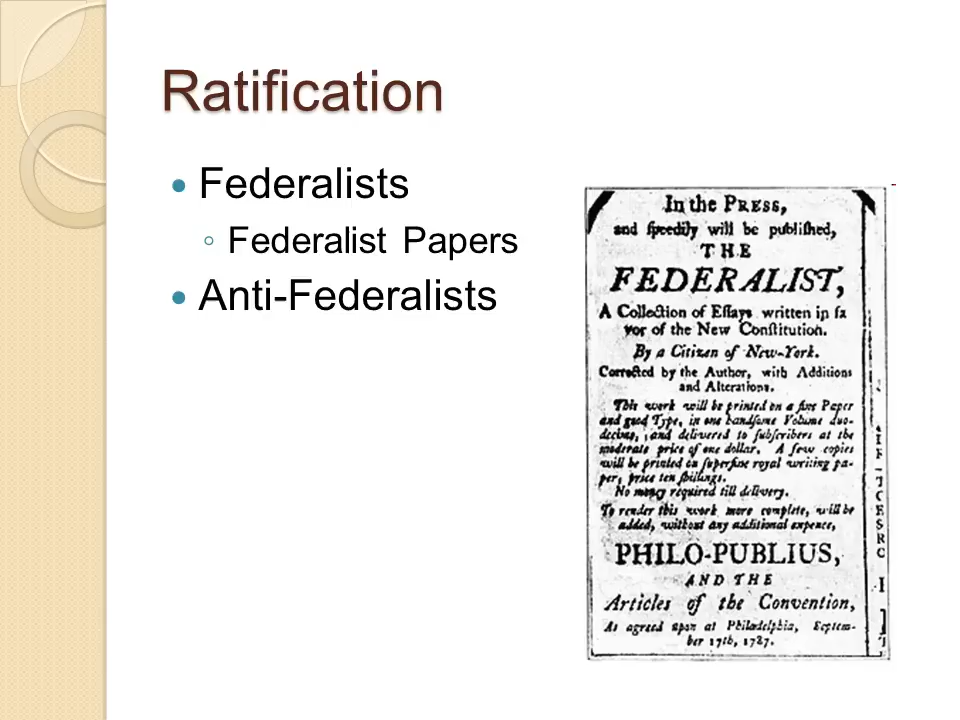 Ratification
Federalists
Federalist Papers
Anti-Federalists
In the PRESS,
and speedily will be published,
THE
FEDERALIST,
A Collection of Essays written in fa
vor of the New Constitution.
By a Citizen of New-York.
Corrected by the Author, with Additions
and Alterations.
This work will be printed on a fine Paper
and good Type, in one handsome Volume duo-
decimo, and delivered to subscribers at the
moderate price of one dollar. A few copies
will be printed on superfine royal writing pa-
per, price ten shillings.
No money required till delivery.
To render this work more complete, will be
added, without any additional expence,
PHILO-PUBLIUS,
AND THE
Articles of the Convention,
As agreed upon at Philadelphia, Septem-
ber 17th, 1787.